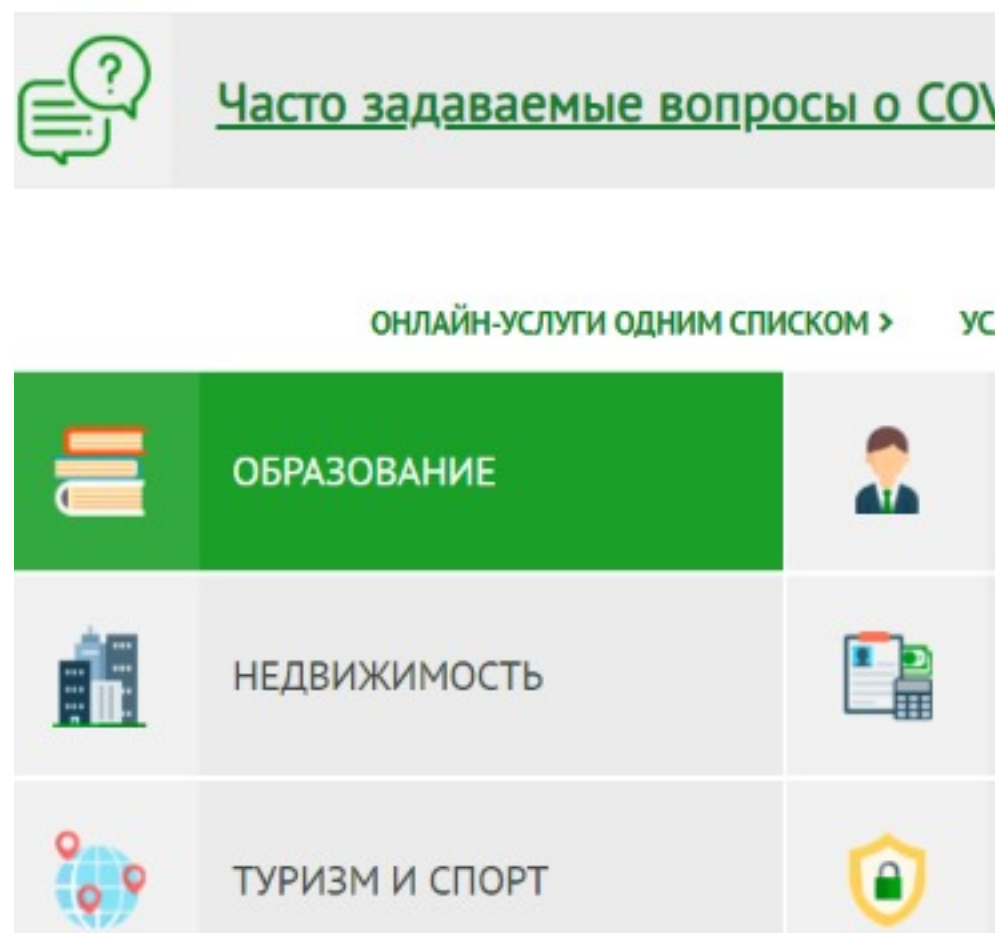 Часто задаваемые вопросы о
ОНЛАЙН-УСЛУГИ ОДНИМ СПИСКОМ >
ОБРАЗОВАНИЕ
НЕДВИЖИМОСТЬ
ТУРИЗМ И СПОРТ